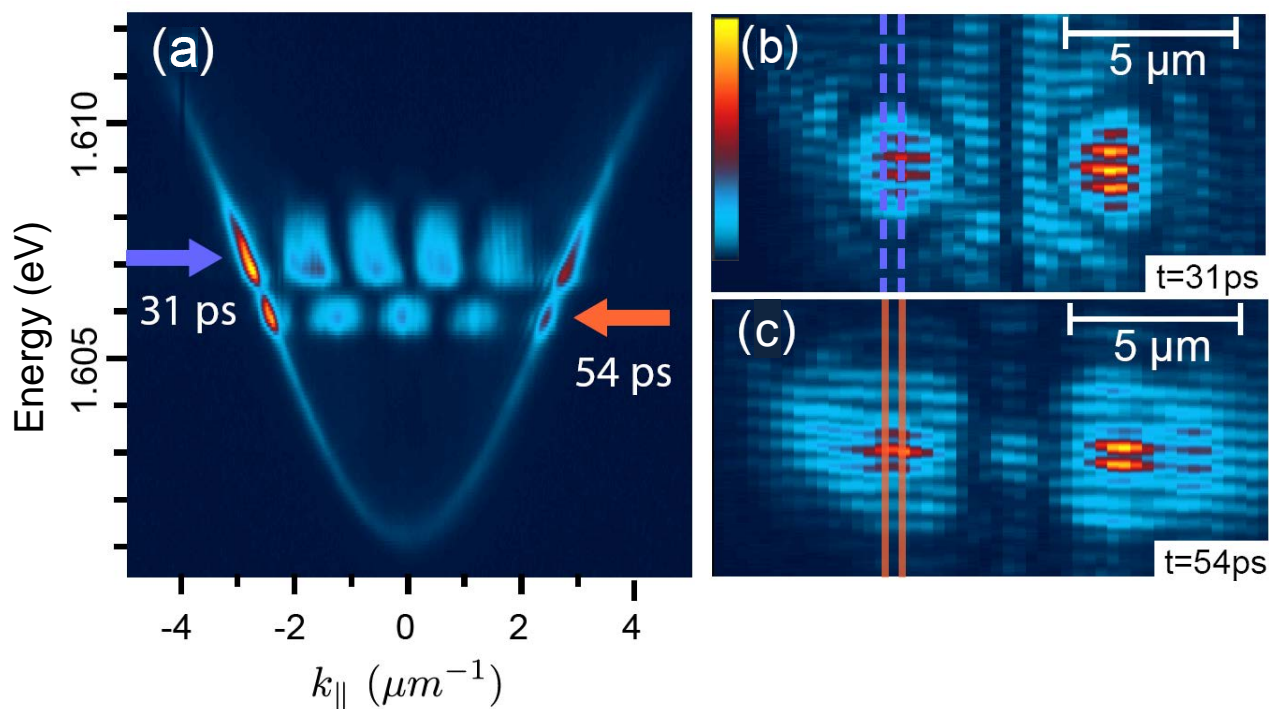 (a)
Energy (eV)
1.610
1.605
31 ps
54 ps
-4 -2 0 2 4
k∥ (μm⁻¹)
(b)
5 µm
t=31ps
(c)
5 µm
t=54ps